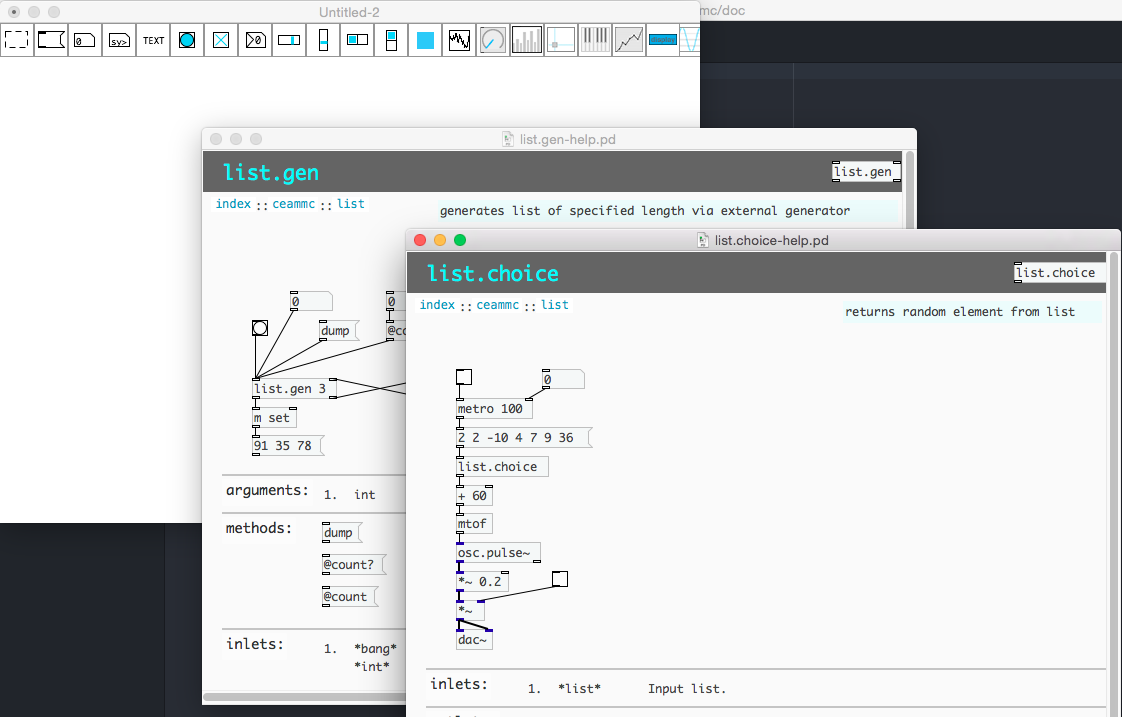 Untitled-2
mc/doc
0
sy>
TEXT
0
display
list.gen-help.pd
list.gen
list.gen
index :: ceammc :: list
generates list of specified length via external generator
0
0
dump
@co
list.gen 3
m set
91 35 78
arguments:
1. int
methods:
dump
@count?
@count
inlets:
1. *bang*
*int*
list.choice-help.pd
list.choice
list.choice
index :: ceammc :: list
returns random element from list
0
metro 100
2 2 -10 4 7 9 36
list.choice
+ 60
mtof
osc.pulse~
*~ 0.2
*~
dac~
inlets:
1. *list* Input list.